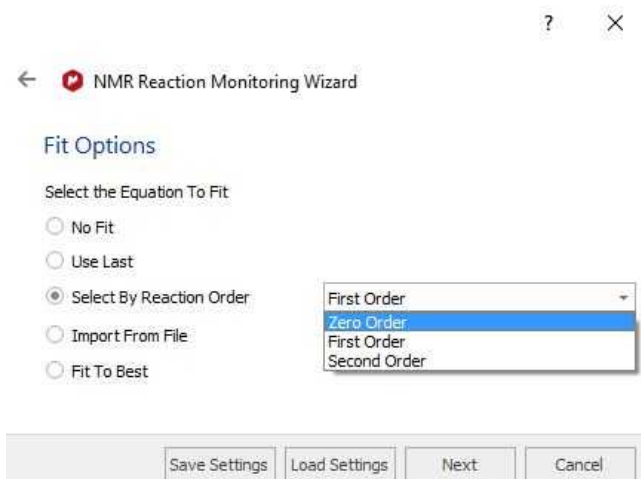 ?
NMR Reaction Monitoring Wizard
Fit Options
Select the Equation To Fit
No Fit
Use Last
Select By Reaction Order
First Order
Zero Order
First Order
Second Order
Import From File
Fit To Best
Save Settings
Load Settings
Next
Cancel